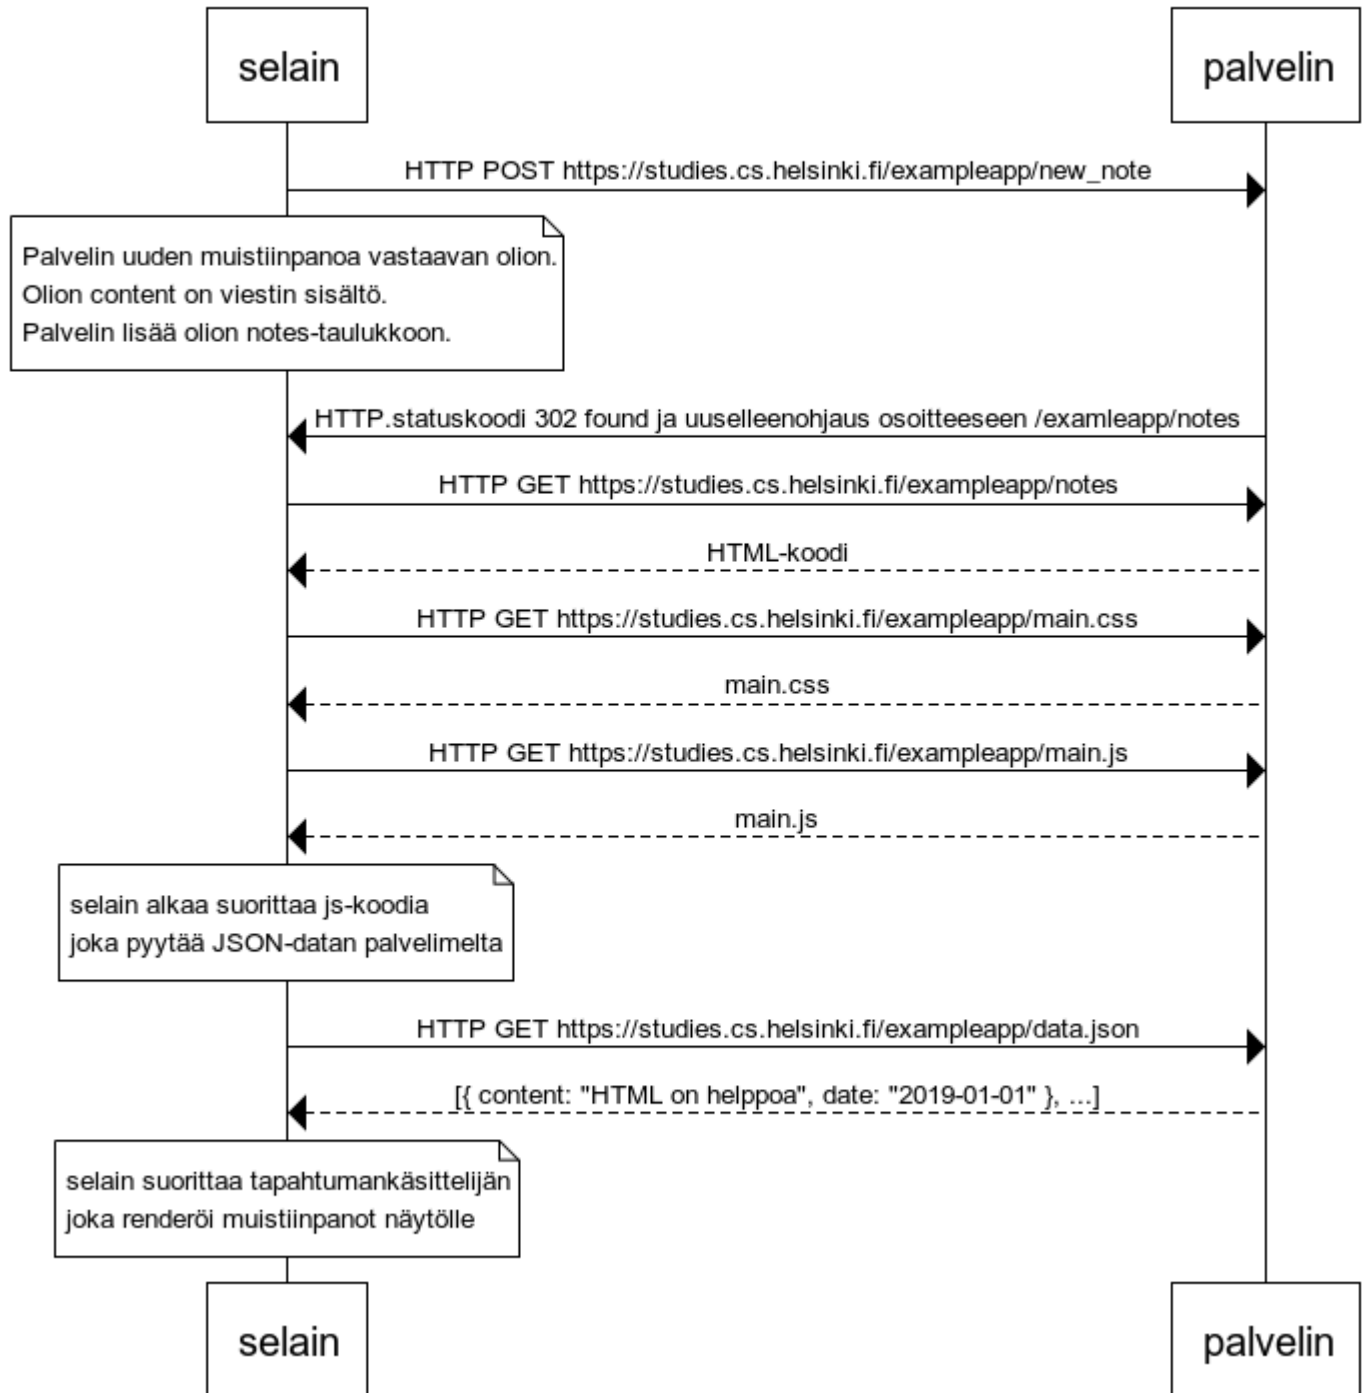 selain
palvelin
HTTP POST https://studies.cs.helsinki.fi/exampleapp/new_note
Palvelin uuden muistiinpanoa vastaavan olion.
Olion content on viestin sisältö.
Palvelin lisää olion notes-taulukkoon.
HTTP.statuskoodi 302 found ja uuselleenohjaus osoitteeseen /examleapp/notes
HTTP GET https://studies.cs.helsinki.fi/exampleapp/notes
HTML-koodi
HTTP GET https://studies.cs.helsinki.fi/exampleapp/main.css
main.css
HTTP GET https://studies.cs.helsinki.fi/exampleapp/main.js
main.js
selain alkaa suorittaa js-koodia
joka pyytää JSON-datan palvelimelta
HTTP GET https://studies.cs.helsinki.fi/exampleapp/data.json
[{ content: "HTML on helppoa", date: "2019-01-01" }, ...]
selain suorittaa tapahtumankäsittelijän
joka renderöi muistiinpanot näytölle
selain
palvelin